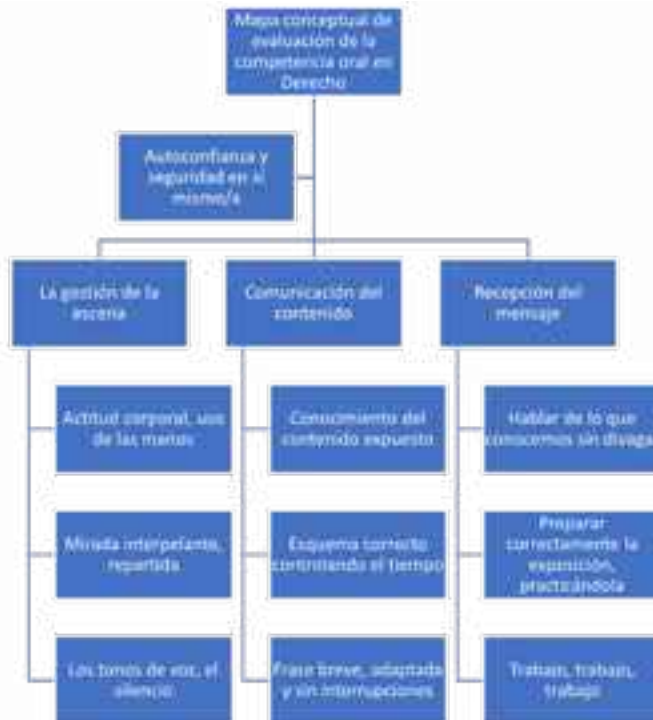 Mapa conceptual de
evaluación de la
competencia oral en
Derecho
Autoconfianza y
seguridad en sí
mismo/a
La gestión de la
escena
Comunicación del
contenido
Recepción del
mensaje
Actitud corporal, uso
de las manos
Conocimiento del
contenido expuesto
Hablar de lo que
conocemos sin divaga
Mirada interpelante,
repartida
Esquema correcto
controlando el tiempo
Preparar
correctamente la
exposición,
practicándola
Los tonos de voz, el
silencio
Frase breve, adaptada
y sin interrupciones
Trabajo, trabajo,
trabajo